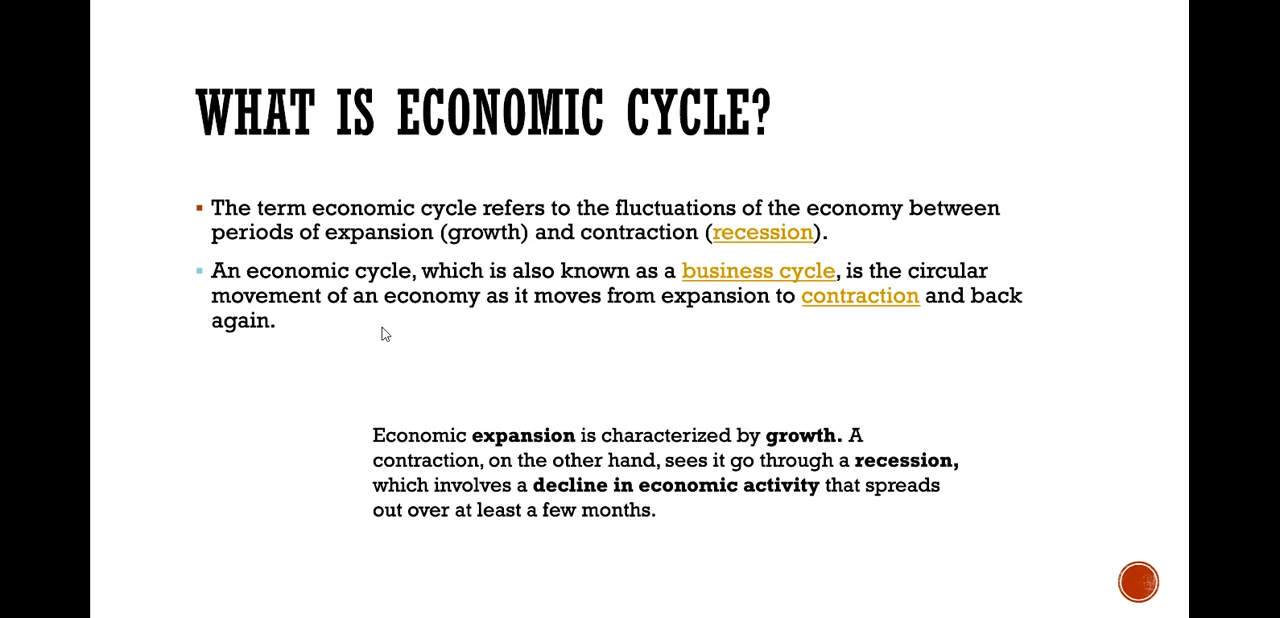 WHAT IS ECONOMIC CYCLE?
▪ The term economic cycle refers to the fluctuations of the economy between
periods of expansion (growth) and contraction (recession).
▪ An economic cycle, which is also known as a business cycle, is the circular
movement of an economy as it moves from expansion to contraction and back
again.
Economic expansion is characterized by growth. A
contraction, on the other hand, sees it go through a recession,
which involves a decline in economic activity that spreads
out over at least a few months.